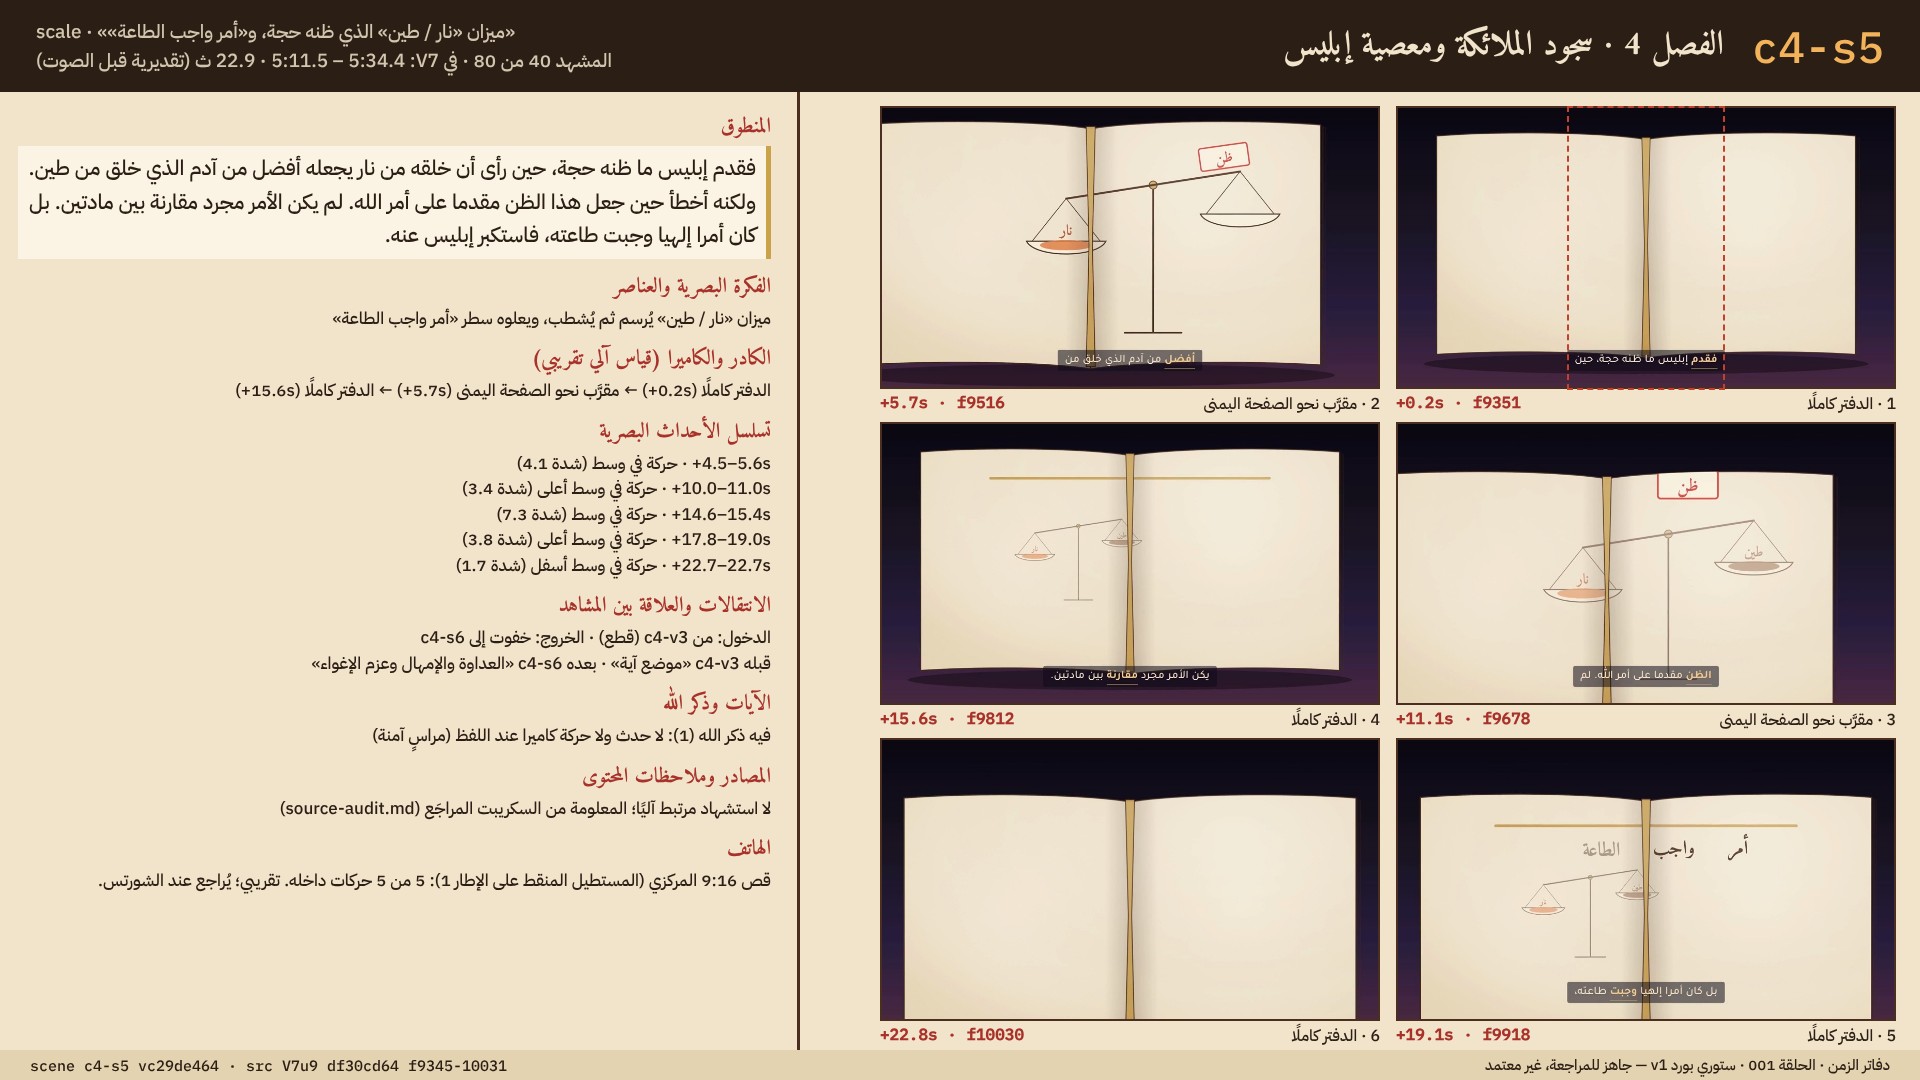 c4-s5
الفصل 4 · سجود الملائكة ومعصية إبليس
«ميزان «نار / طين» الذي ظنه حجة، و«أمر واجب الطاعة»» · scale
المشهد 40 من 80 · في V7: 5:11.5 – 5:34.4 · 22.9 ث (تقديرية قبل الصوت)
فقدم إبليس ما ظنه حجة، حين
1 · الدفتر كاملًا
+0.2s · f9351
ظن
نار
أفضل من آدم الذي خلق من
2 · مقرَّب نحو الصفحة اليمنى
+5.7s · f9516
ظن
طين
نار
الظن مقدما على أمر الله. لم
3 · مقرَّب نحو الصفحة اليمنى
+11.1s · f9678
طين
نار
يكن الأمر مجرد مقارنة بين مادتين.
4 · الدفتر كاملًا
+15.6s · f9812
أمر واجب الطاعة
طين
نار
بل كان أمرا إلهيا وجبت طاعته،
5 · الدفتر كاملًا
+19.1s · f9918
6 · الدفتر كاملًا
+22.8s · f10030
المنطوق
فقدم إبليس ما ظنه حجة، حين رأى أن خلقه من نار يجعله أفضل من آدم الذي خلق من طين.
ولكنه أخطأ حين جعل هذا الظن مقدما على أمر الله. لم يكن الأمر مجرد مقارنة بين مادتين. بل
كان أمرا إلهيا وجبت طاعته، فاستكبر إبليس عنه.
الفكرة البصرية والعناصر
ميزان «نار / طين» يُرسم ثم يُشطب، ويعلوه سطر «أمر واجب الطاعة»
الكادر والكاميرا (قياس آلي تقريبي)
الدفتر كاملًا (+0.2s) ← مقرَّب نحو الصفحة اليمنى (+5.7s) ← الدفتر كاملًا (+15.6s)
تسلسل الأحداث البصرية
+4.5–5.6s · حركة في وسط (شدة 4.1)
+10.0–11.0s · حركة في وسط أعلى (شدة 3.4)
+14.6–15.4s · حركة في وسط (شدة 7.3)
+17.8–19.0s · حركة في وسط أعلى (شدة 3.8)
+22.7–22.7s · حركة في وسط أسفل (شدة 1.7)
الانتقالات والعلاقة بين المشاهد
الدخول: من c4-v3 (قطع) · الخروج: خفوت إلى c4-s6
قبله c4-v3 «موضع آية» · بعده c4-s6 «العداوة والإمهال وعزم الإغواء»
الآيات وذكر الله
فيه ذكر الله (1): لا حدث ولا حركة كاميرا عند اللفظ (مراسٍ آمنة)
المصادر وملاحظات المحتوى
لا استشهاد مرتبط آليًا؛ المعلومة من السكريبت المراجَع (source-audit.md)
الهاتف
قص 9:16 المركزي (المستطيل المنقط على الإطار 1): 5 من 5 حركات داخله. تقريبي؛ يُراجع عند الشورتس.
دفاتر الزمن · الحلقة 001 · ستوري بورد v1 — جاهز للمراجعة، غير معتمد
scene c4-s5 vc29de464 · src V7u9 df30cd64 f9345-10031